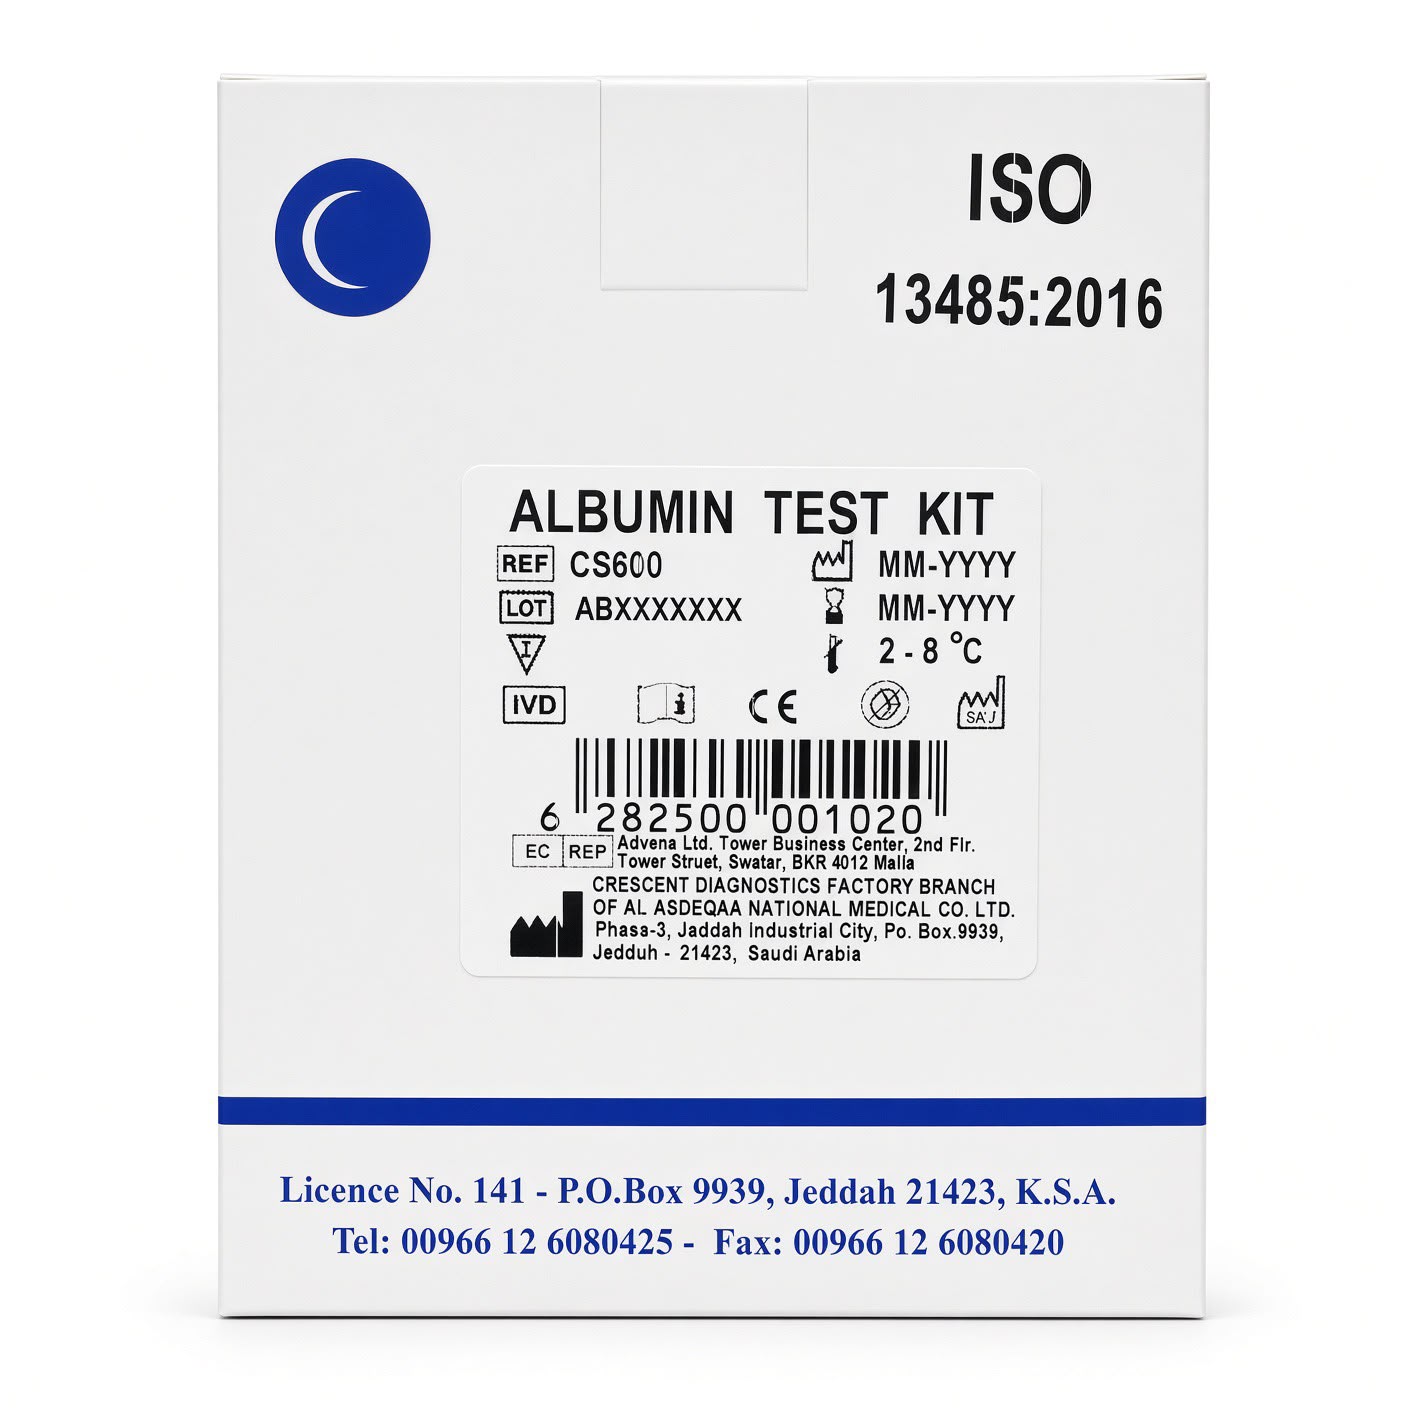 ISO
13485:2016
ALBUMIN TEST KIT
REF CS600 MM-YYYY
LOT ABXXXXXXX MM-YYYY
I 2 - 8 °C
IVD i CE SAJ
6 282500 001020
EC REP Advena Ltd. Tower Business Center, 2nd Flr.
Tower Struet, Swatar, BKR 4012 Malla
CRESCENT DIAGNOSTICS FACTORY BRANCH
OF AL ASDEQAA NATIONAL MEDICAL CO. LTD.
Phasa-3, Jaddah Industrial City, Po. Box.9939,
Jedduh - 21423, Saudi Arabia
Licence No. 141 - P.O.Box 9939, Jeddah 21423, K.S.A.
Tel: 00966 12 6080425 - Fax: 00966 12 6080420